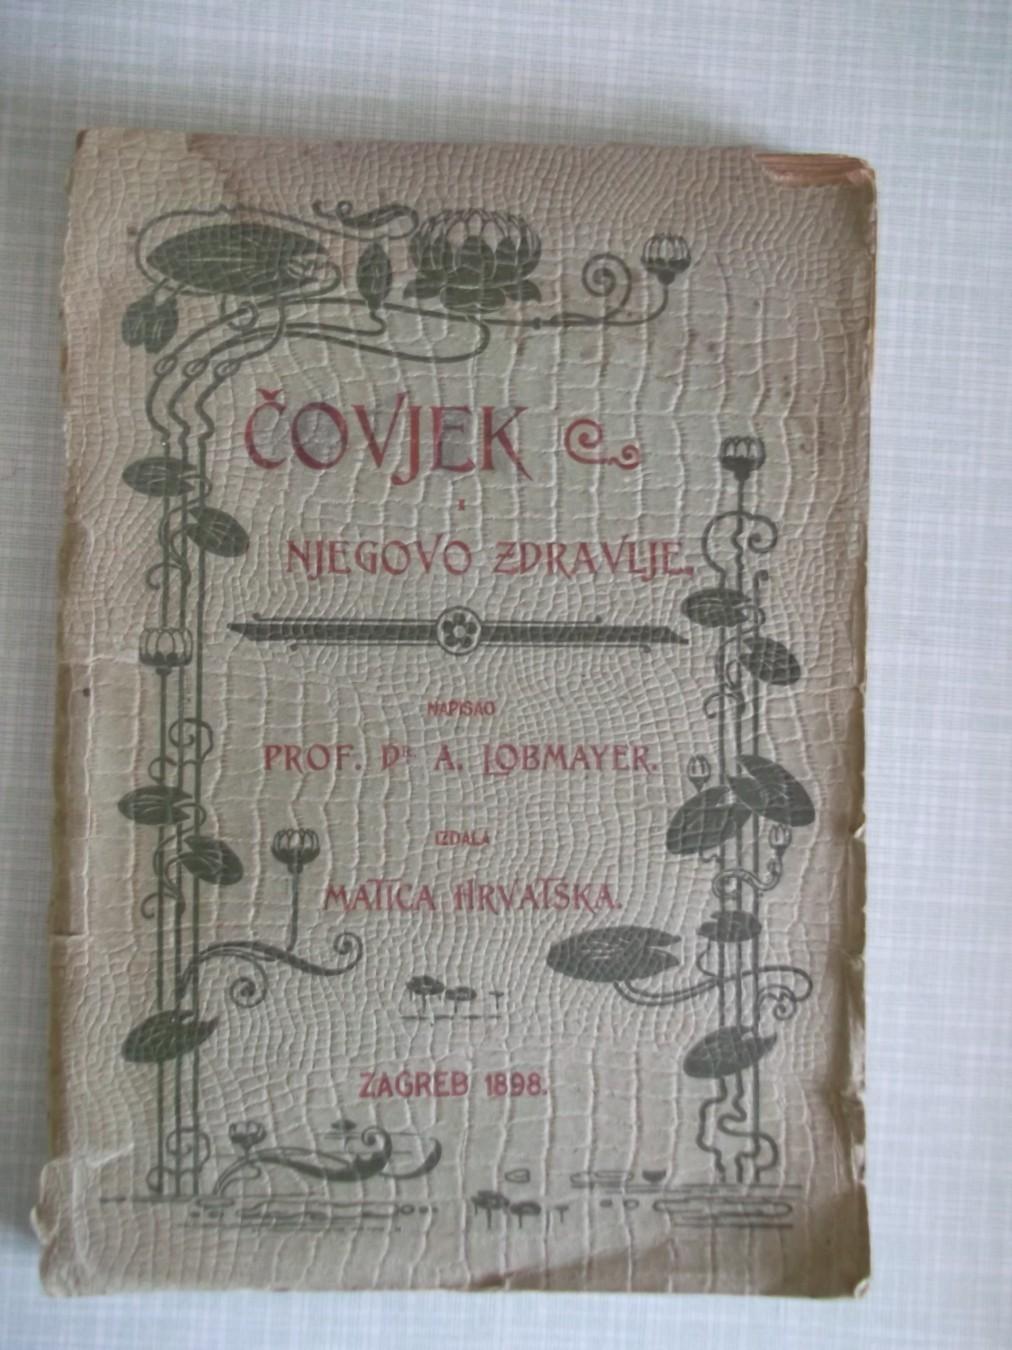 ČOVJEK
I
NJEGOVO ZDRAVLJE.
NAPISAO
PROF. DR. A. LOBMAYER.
IZDALA
MATICA HRVATSKA.
ZAGREB 1898.